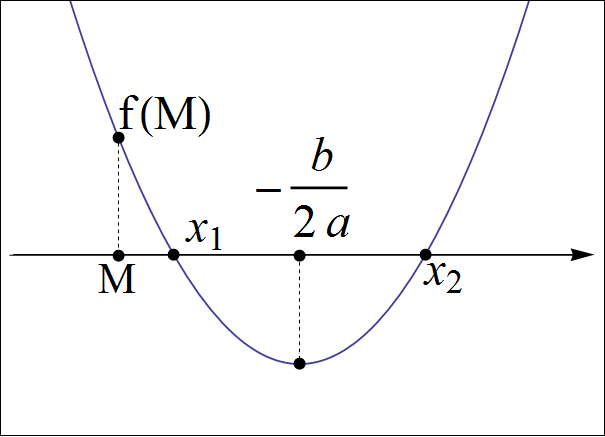 f(M)
−b/2a
x₁
M
x₂